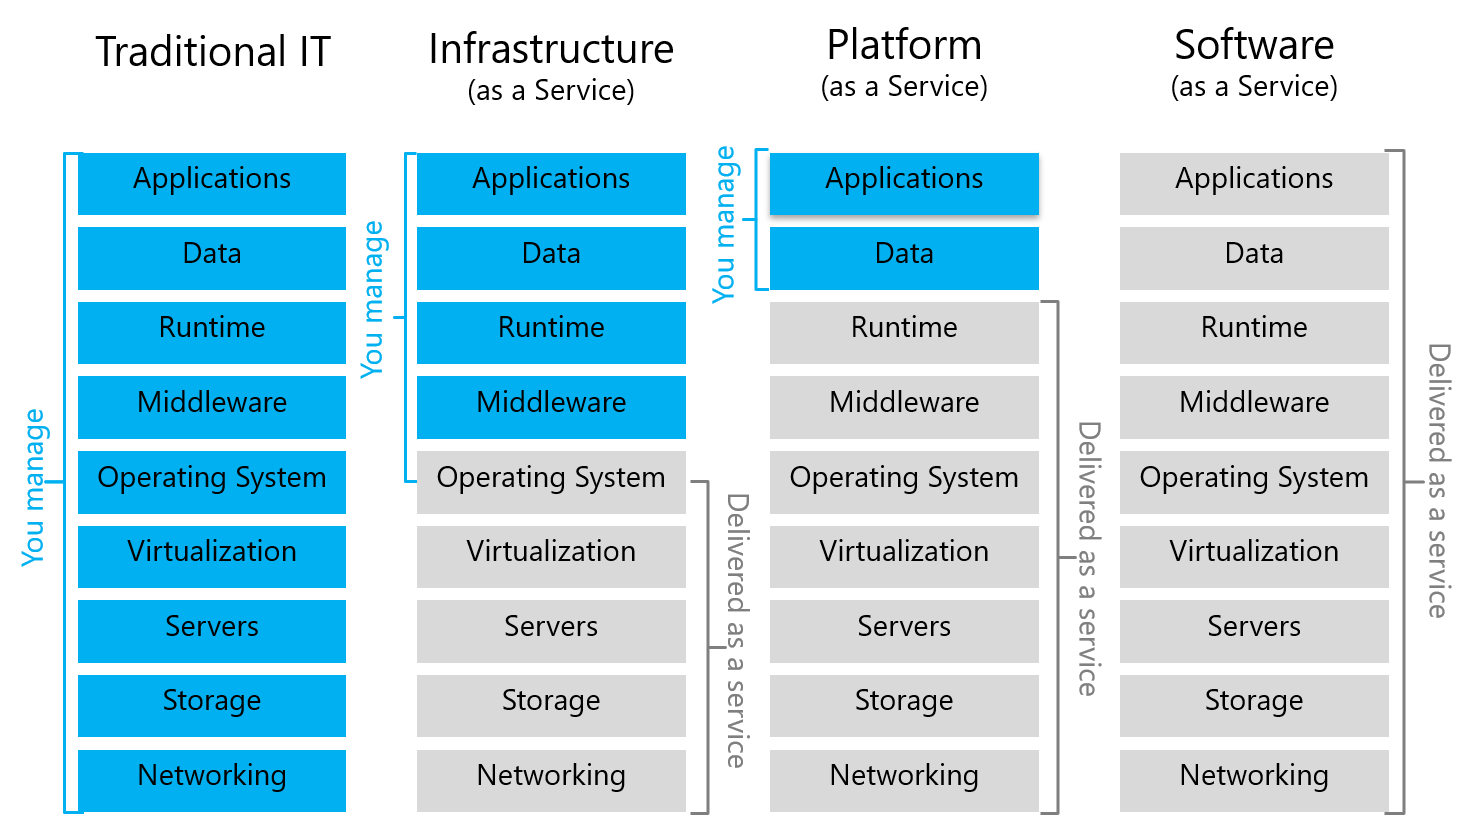 Traditional IT
Infrastructure
(as a Service)
Platform
(as a Service)
Software
(as a Service)
You manage
Applications
Data
Runtime
Middleware
Operating System
Virtualization
Servers
Storage
Networking
You manage
Applications
Data
Runtime
Middleware
Operating System
Virtualization
Servers
Storage
Networking
Delivered as a service
You manage
Applications
Data
Runtime
Middleware
Operating System
Virtualization
Servers
Storage
Networking
Delivered as a service
Applications
Data
Runtime
Middleware
Operating System
Virtualization
Servers
Storage
Networking
Delivered as a service